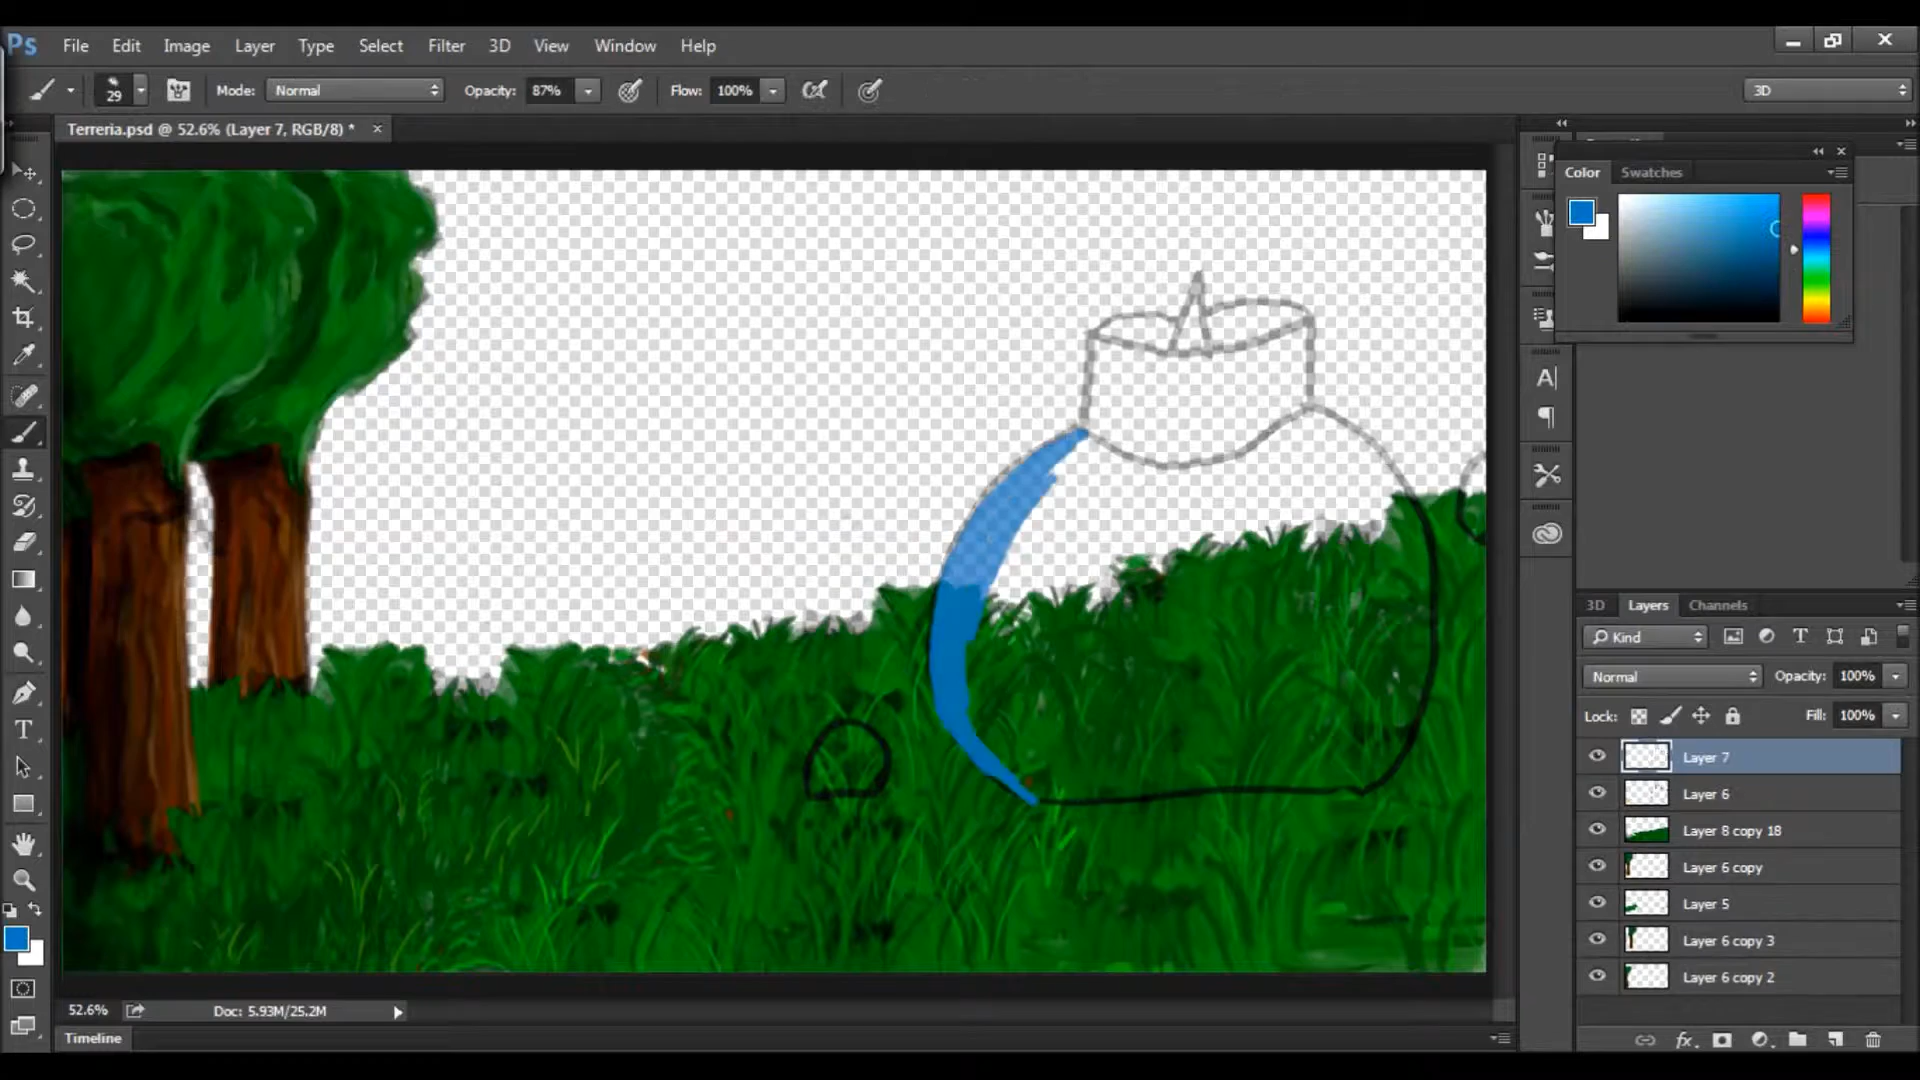 Ps File Edit Image Layer Type Select Filter 3D View Window Help
29 Mode: Normal Opacity: 87% Flow: 100% 3D
Terreria.psd @ 52.6% (Layer 7, RGB/8) *
Color Swatches
3D Layers Channels
Kind
Normal Opacity: 100%
Lock: Fill: 100%
Layer 7
Layer 6
Layer 8 copy 18
Layer 6 copy
Layer 5
Layer 6 copy 3
Layer 6 copy 2
52.6% Doc: 5.93M/25.2M
Timeline